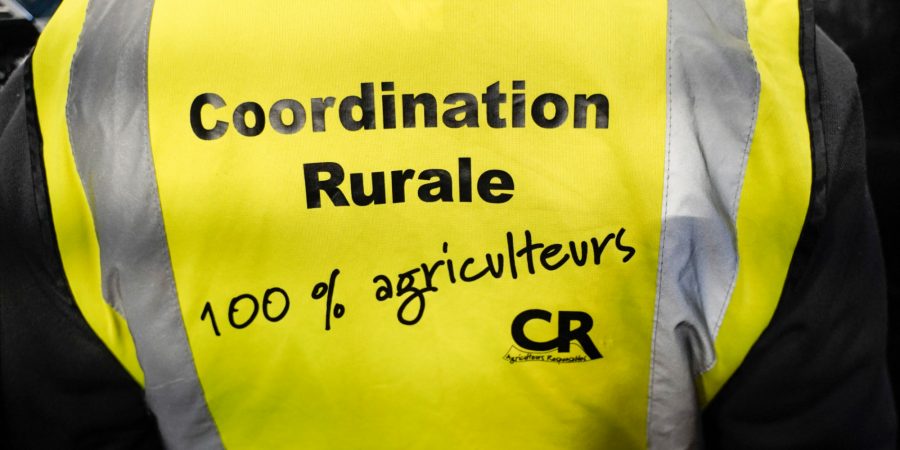 Coordination
Rurale
100 % agriculteurs
CR
Agriculteurs Responsables